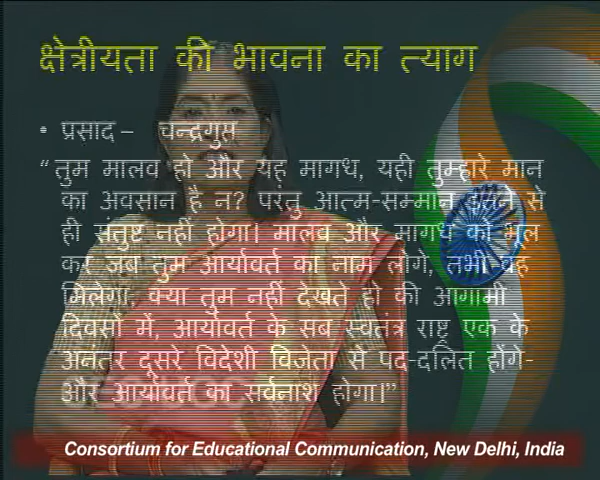 क्षेत्रीयता की भावना का त्याग
• प्रसाद – चन्द्रगुप्त
“ तुम मालव हो और यह मागध, यही तुम्हारे मान
का अवसान है न? परंतु आत्म-सम्मान इतने से
ही संतुष्ट नहीं होगा। मालव और मागध को भूल
कर जब तुम आर्यावर्त का नाम लोगे, तभी वह
मिलेगा, क्या तुम नहीं देखते हो की आगामी
दिवसों में, आर्यावर्त के सब स्वतंत्र राष्ट्र एक के
अनंतर दूसरे विदेशी विजेता से पद-दलित होंगे-
और आर्यावर्त का सर्वनाश होगा।”
Consortium for Educational Communication, New Delhi, India